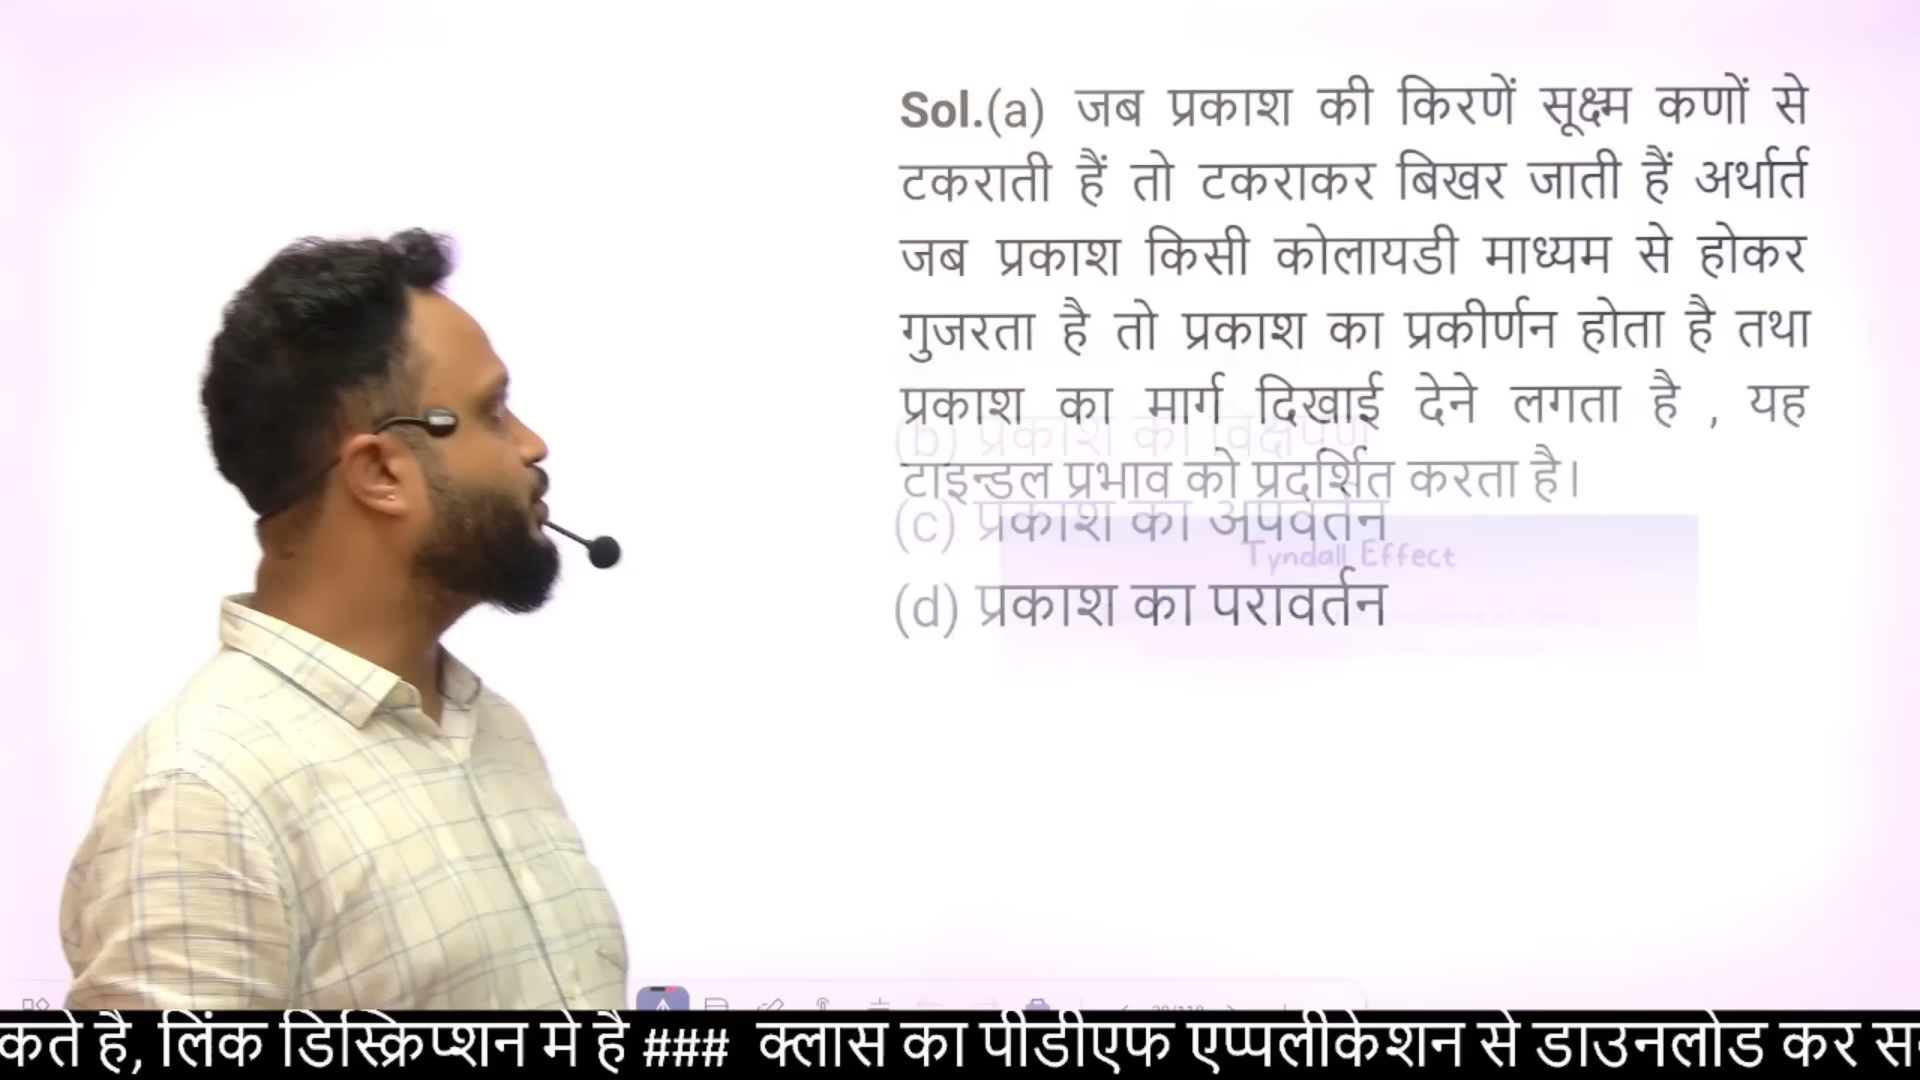 Sol.(a) जब प्रकाश की किरणें सूक्ष्म कणों से
टकराती हैं तो टकराकर बिखर जाती हैं अर्थात
जब प्रकाश किसी कोलायडी माध्यम से होकर
गुजरता है तो प्रकाश का प्रकीर्णन होता है तथा
प्रकाश का मार्ग दिखाई देने लगता है , यह
(b) प्रकाश का विक्षेपण
टाइन्डल प्रभाव को प्रदर्शित करता है।
(c) प्रकाश का अपवर्तन
Tyndall Effect
(d) प्रकाश का परावर्तन
कते है, लिंक डिस्क्रिप्शन मे है ### क्लास का पीडीएफ एप्पलीकेशन से डाउनलोड कर